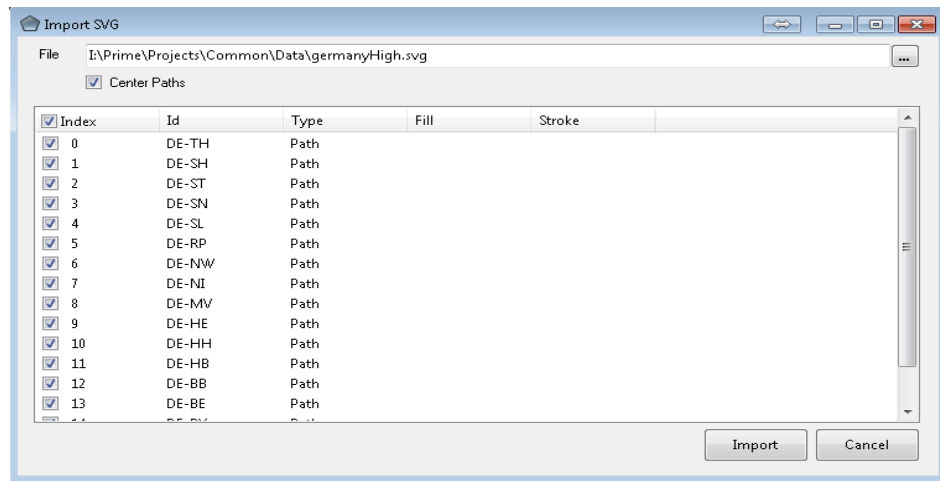 Import SVG
File I:\Prime\Projects\Common\Data\germanyHigh.svg ...
Center Paths
Index Id Type Fill Stroke
0 DE-TH Path
1 DE-SH Path
2 DE-ST Path
3 DE-SN Path
4 DE-SL Path
5 DE-RP Path
6 DE-NW Path
7 DE-NI Path
8 DE-MV Path
9 DE-HE Path
10 DE-HH Path
11 DE-HB Path
12 DE-BB Path
13 DE-BE Path
Import Cancel